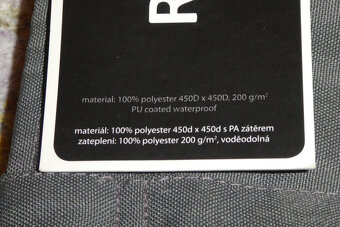 R
material: 100% polyester 450D x 450D, 200 g/m²
PU coated waterproof
materiál: 100% polyester 450d x 450d s PA zátěrem
zateplení: 100% polyester 200 g/m², voděodolná